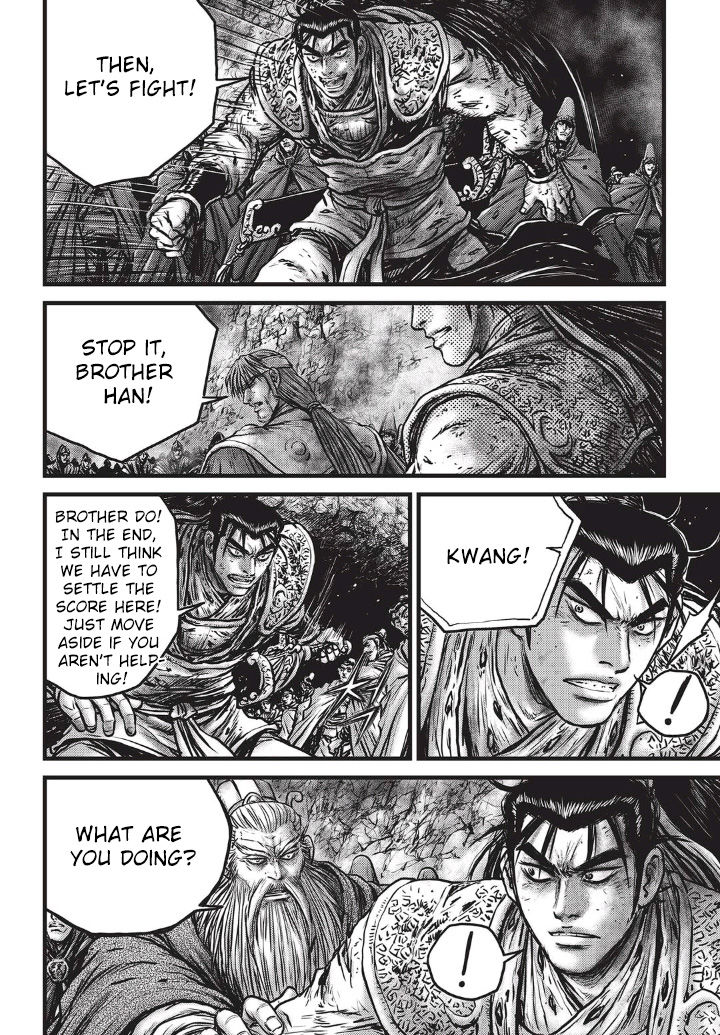 THEN,
LET'S FIGHT!
STOP IT,
BROTHER
HAN!
BROTHER DO!
IN THE END,
I STILL THINK
WE HAVE TO
SETTLE THE
SCORE HERE!
JUST MOVE
ASIDE IF YOU
AREN'T HELP-
ING!
KWANG!
!
WHAT ARE
YOU DOING?
!